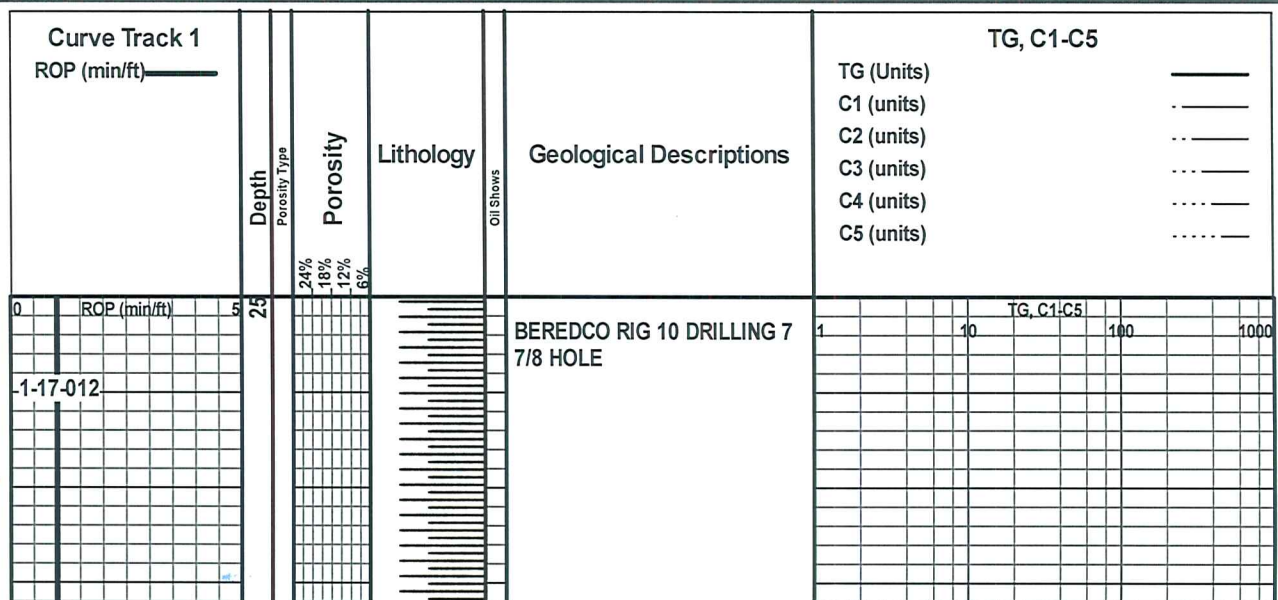 Curve Track 1
ROP (min/ft)
Depth
Porosity Type
Porosity
24%
18%
12%
6%
Lithology
Oil Shows
Geological Descriptions
TG, C1-C5
TG (Units)
C1 (units)
C2 (units)
C3 (units)
C4 (units)
C5 (units)
0 ROP (min/ft) 5
25
1-17-012
BEREDCO RIG 10 DRILLING 7
7/8 HOLE
TG, C1-C5
1 10 100 1000